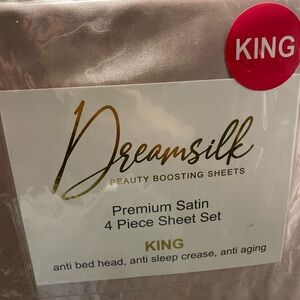 KING
Dreamsilk
BEAUTY BOOSTING SHEETS
Premium Satin
4 Piece Sheet Set
KING
anti bed head, anti sleep crease, anti aging